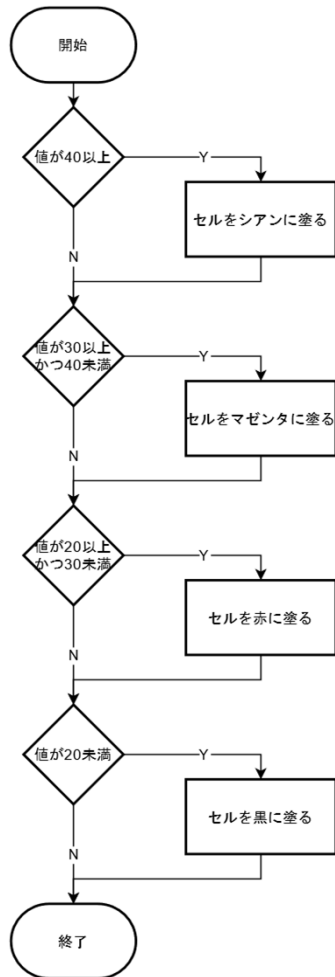 開始
値が40以上
Y
セルをシアンに塗る
N
値が30以上
かつ40未満
Y
セルをマゼンタに塗る
N
値が20以上
かつ30未満
Y
セルを赤に塗る
N
値が20未満
Y
セルを黒に塗る
N
終了